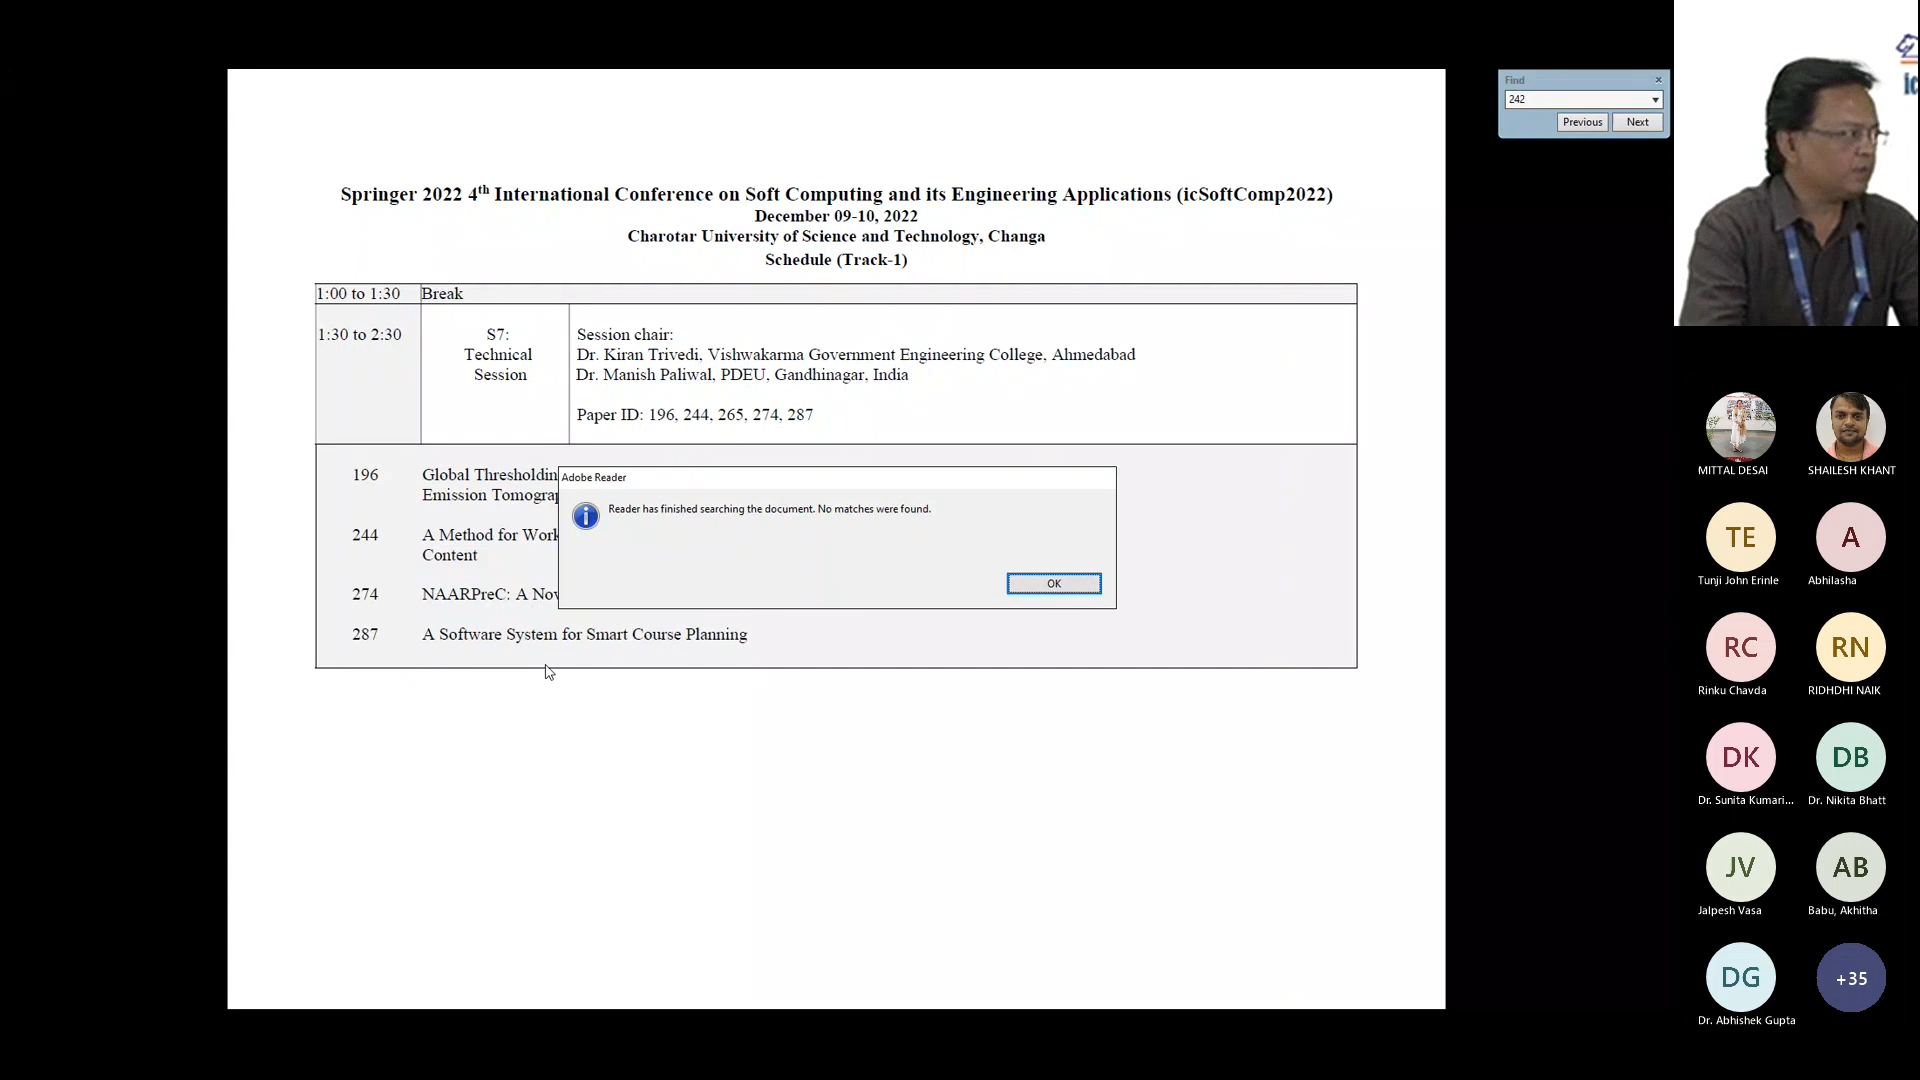 Find
242
Previous
Next
ic
Springer 2022 4th International Conference on Soft Computing and its Engineering Applications (icSoftComp2022)
December 09-10, 2022
Charotar University of Science and Technology, Changa
Schedule (Track-1)
1:00 to 1:30 Break
1:30 to 2:30 S7: Session chair:
Technical Dr. Kiran Trivedi, Vishwakarma Government Engineering College, Ahmedabad
Session Dr. Manish Paliwal, PDEU, Gandhinagar, India
Paper ID: 196, 244, 265, 274, 287
196 Global Thresholdin
Emission Tomogra
244 A Method for Work
Content
274 NAARPreC: A Nov
287 A Software System for Smart Course Planning
Adobe Reader
Reader has finished searching the document. No matches were found.
OK
MITTAL DESAI
SHAILESH KHANT
TE
Tunji John Erinle
A
Abhilasha
RC
Rinku Chavda
RN
RIDHDHI NAIK
DK
Dr. Sunita Kumari...
DB
Dr. Nikita Bhatt
JV
Jalpesh Vasa
AB
Babu, Akhitha
DG
Dr. Abhishek Gupta
+35